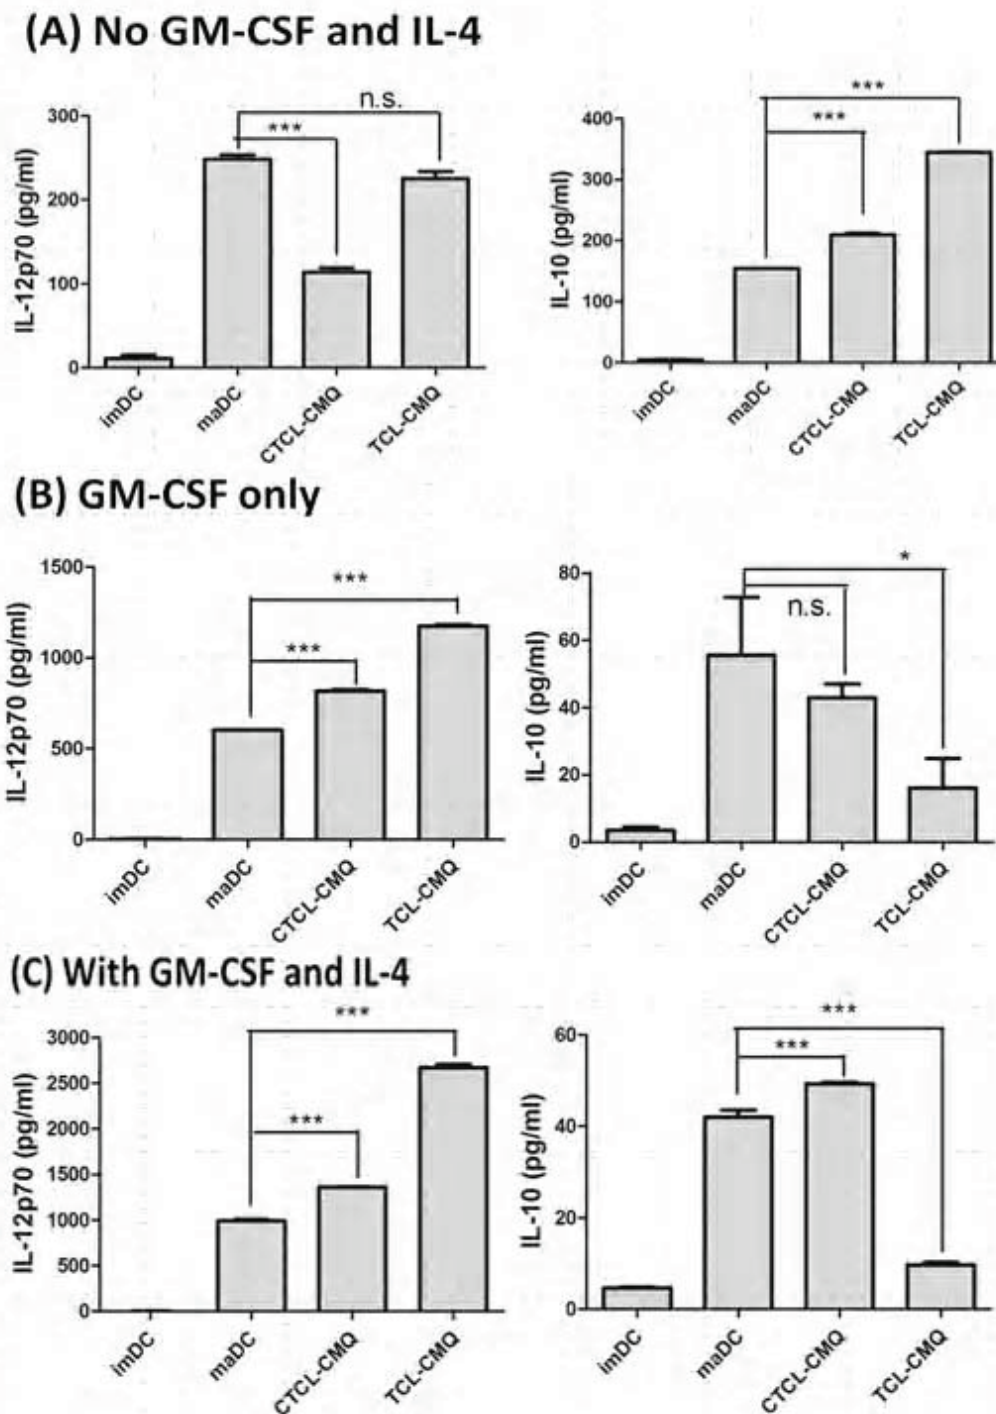 (A) No GM-CSF and IL-4
n.s.
***
300
200
100
0
IL-12p70 (pg/ml)
imDC
maDC
CTCL-CMQ
TCL-CMQ
***
***
400
300
200
100
0
IL-10 (pg/ml)
imDC
maDC
CTCL-CMQ
TCL-CMQ
(B) GM-CSF only
***
***
1500
1000
500
0
IL-12p70 (pg/ml)
imDC
maDC
CTCL-CMQ
TCL-CMQ
*
n.s.
80
60
40
20
0
IL-10 (pg/ml)
imDC
maDC
CTCL-CMQ
TCL-CMQ
(C) With GM-CSF and IL-4
***
***
3000
2500
2000
1500
1000
500
0
IL-12p70 (pg/ml)
imDC
maDC
CTCL-CMQ
TCL-CMQ
***
***
60
40
20
0
IL-10 (pg/ml)
imDC
maDC
CTCL-CMQ
TCL-CMQ